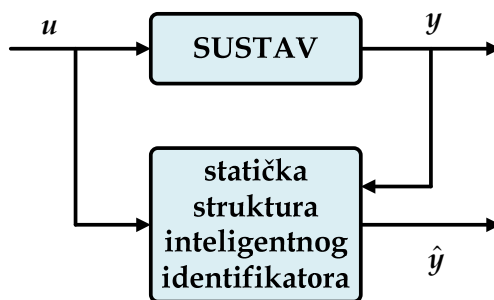 u
SUSTAV
y
statička
struktura
inteligentnog
identifikatora
ŷ